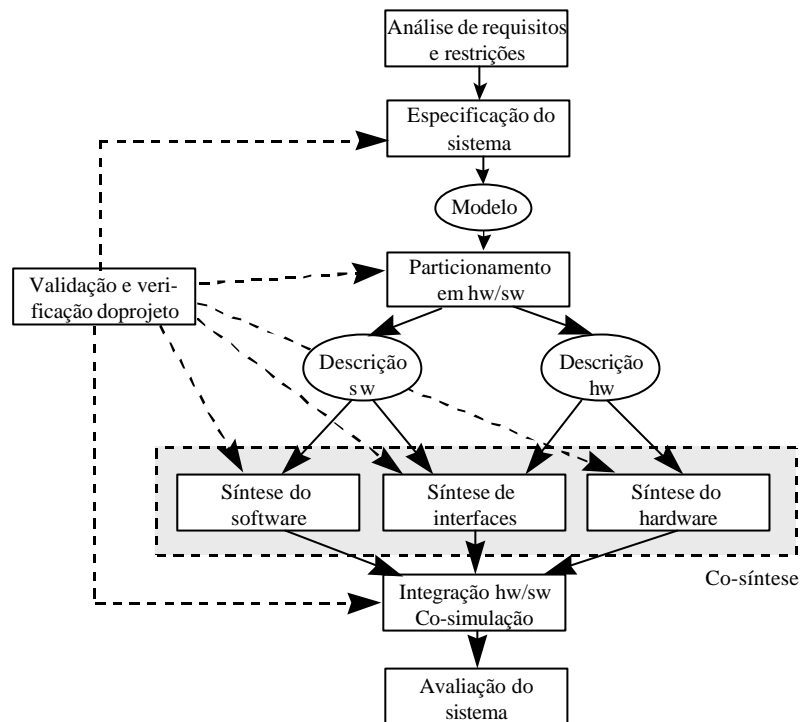 Análise de requisitos
e restrições
Especificação do
sistema
Modelo
Validação e veri-
ficação doprojeto
Particionamento
em hw/sw
Descrição
sw
Descrição
hw
Síntese do
software
Síntese de
interfaces
Síntese do
hardware
Co-síntese
Integração hw/sw
Co-simulação
Avaliação do
sistema